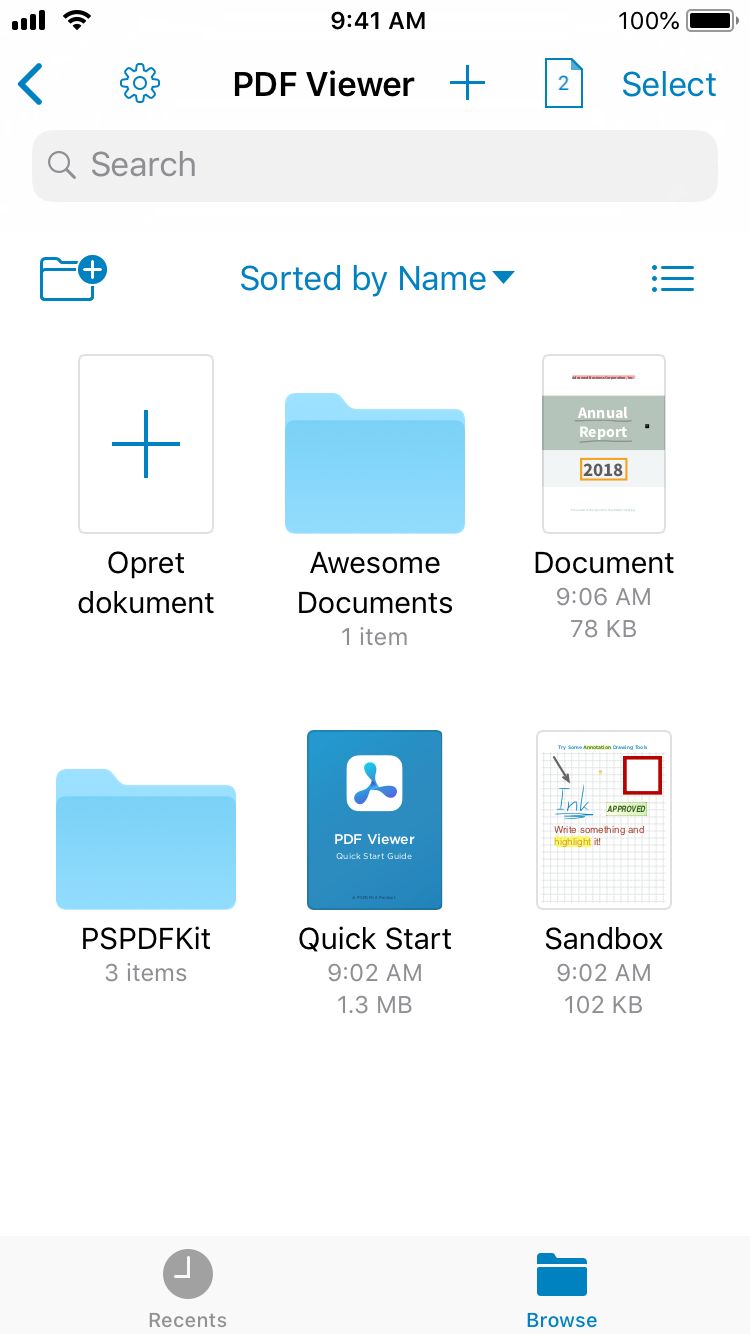 9:41 AM
100%
PDF Viewer
2
Select
Search
Sorted by Name
Annual
Report
2018
Opret
dokument
Awesome
Documents
1 item
Document
9:06 AM
78 KB
PDF Viewer
Quick Start Guide
Try Some Annotation Drawing Tools
Ink
APPROVED
Write something and
highlight it!
PSPDFKit
3 items
Quick Start
9:02 AM
1.3 MB
Sandbox
9:02 AM
102 KB
Recents
Browse